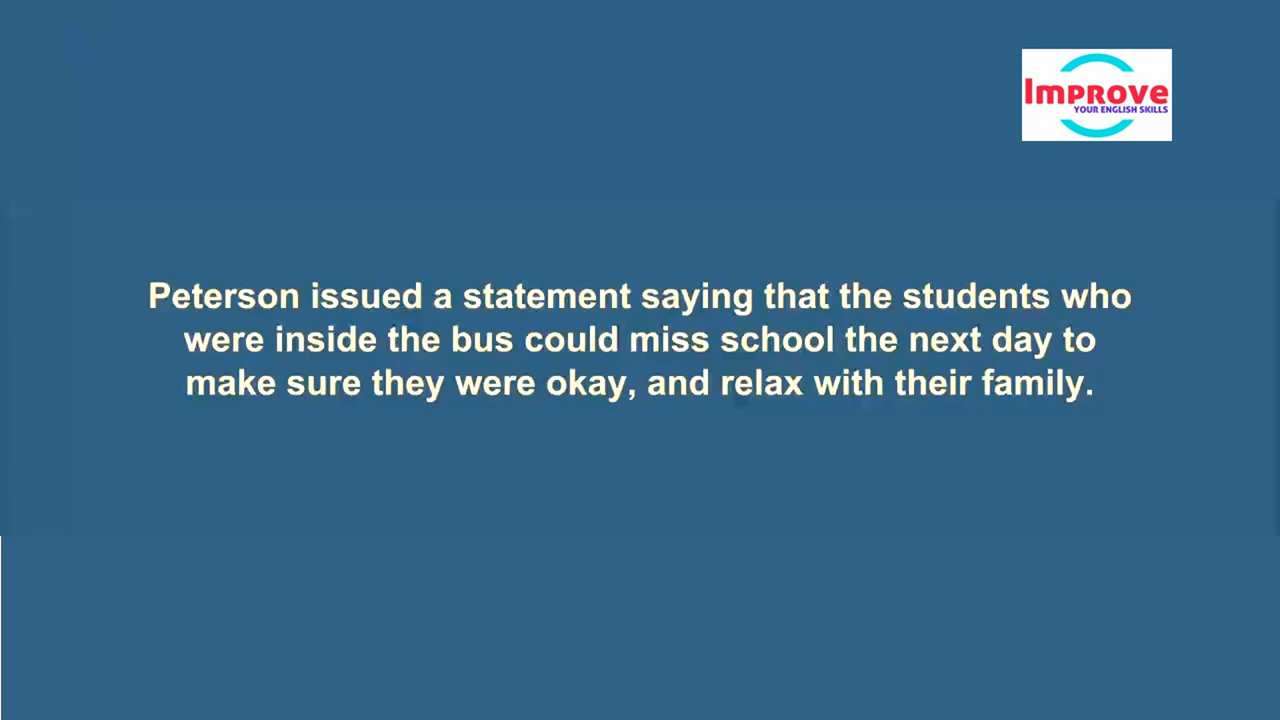 Improve
YOUR ENGLISH SKILLS
Peterson issued a statement saying that the students who
were inside the bus could miss school the next day to
make sure they were okay, and relax with their family.